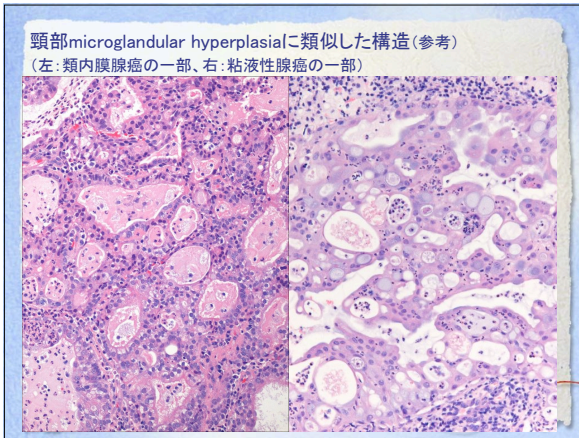 頸部microglandular hyperplasiaに類似した構造(参考)
(左：類内膜腺癌の一部、右：粘液性腺癌の一部)